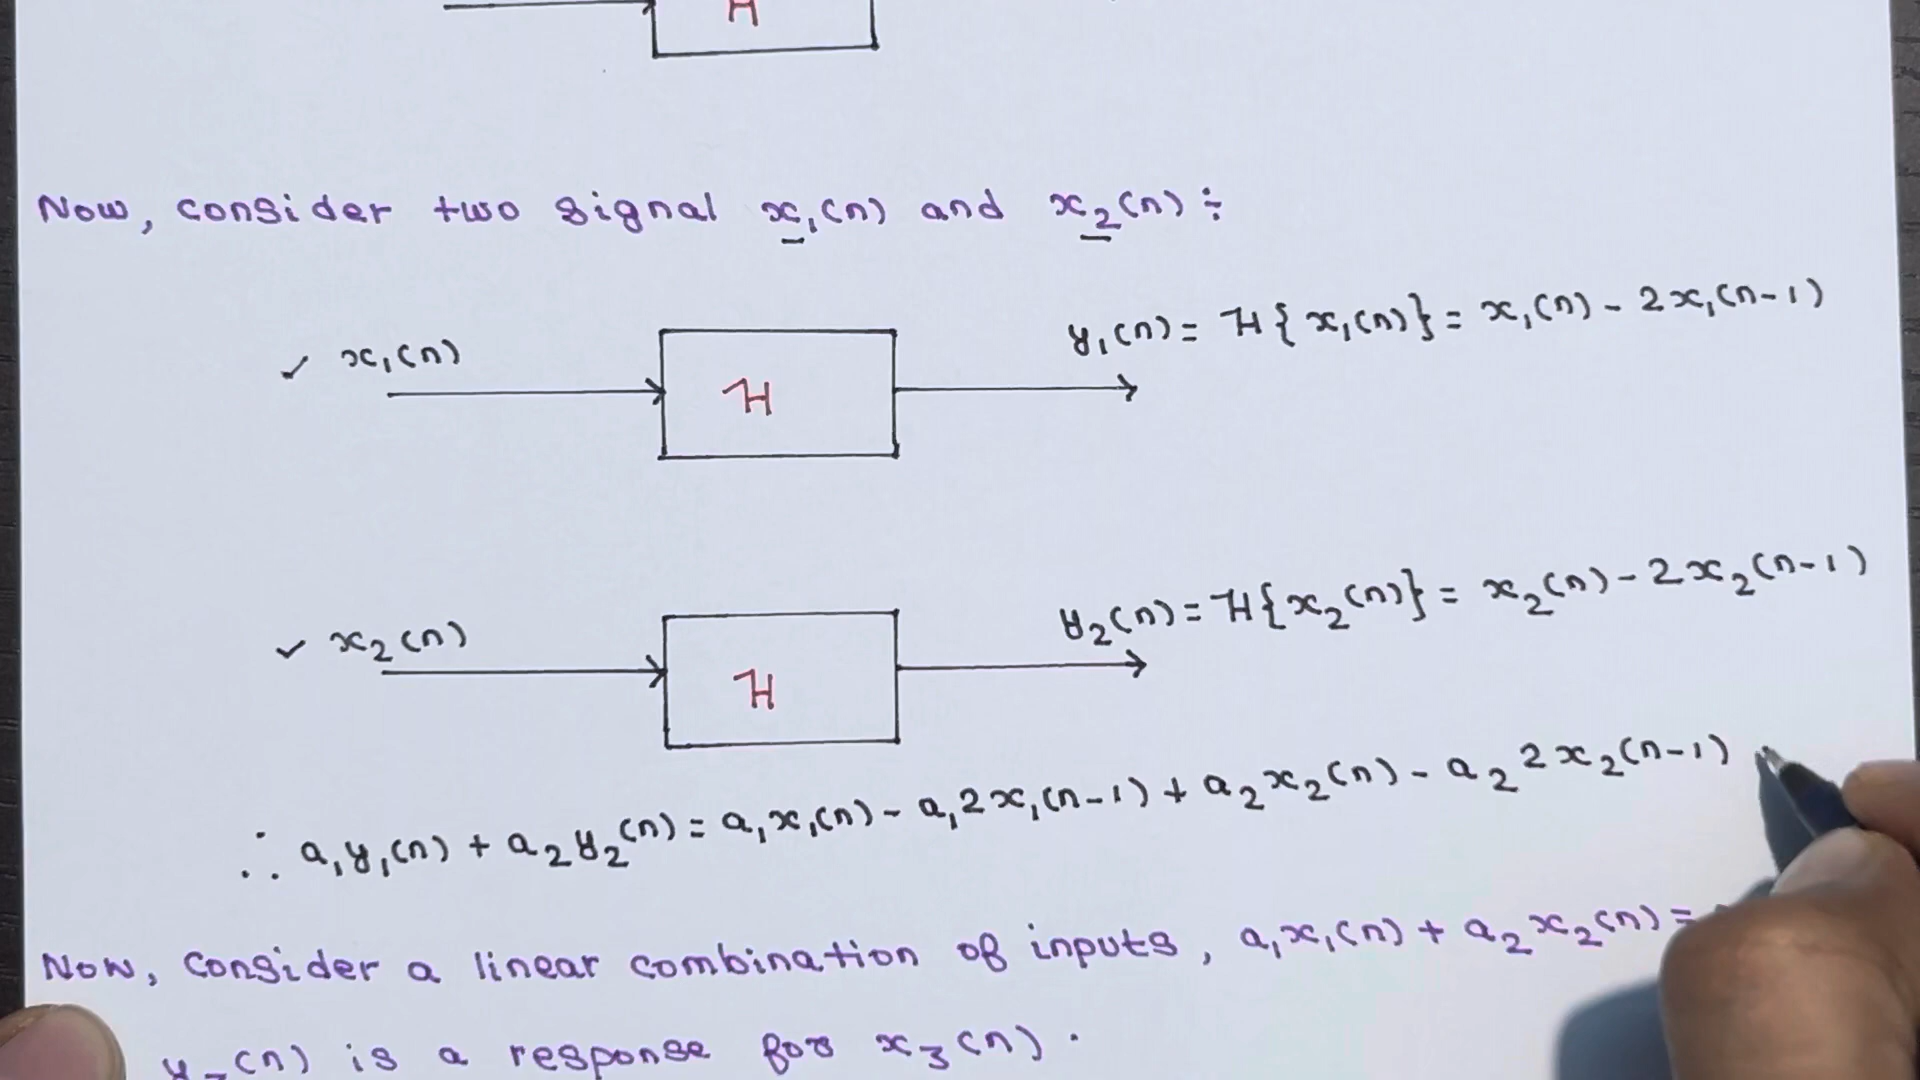 H
Now, consider two signal x₁(n) and x₂(n) ÷
✓ x₁(n)
H
y₁(n) = H{x₁(n)} = x₁(n) - 2x₁(n-1)
✓ x₂(n)
H
y₂(n) = H{x₂(n)} = x₂(n) - 2x₂(n-1)
∴ a₁y₁(n) + a₂y₂(n) = a₁x₁(n) - a₁2x₁(n-1) + a₂x₂(n) - a₂2x₂(n-1)
Now, consider a linear combination of inputs, a₁x₁(n) + a₂x₂(n) =
(n) is a response for x₃(n).